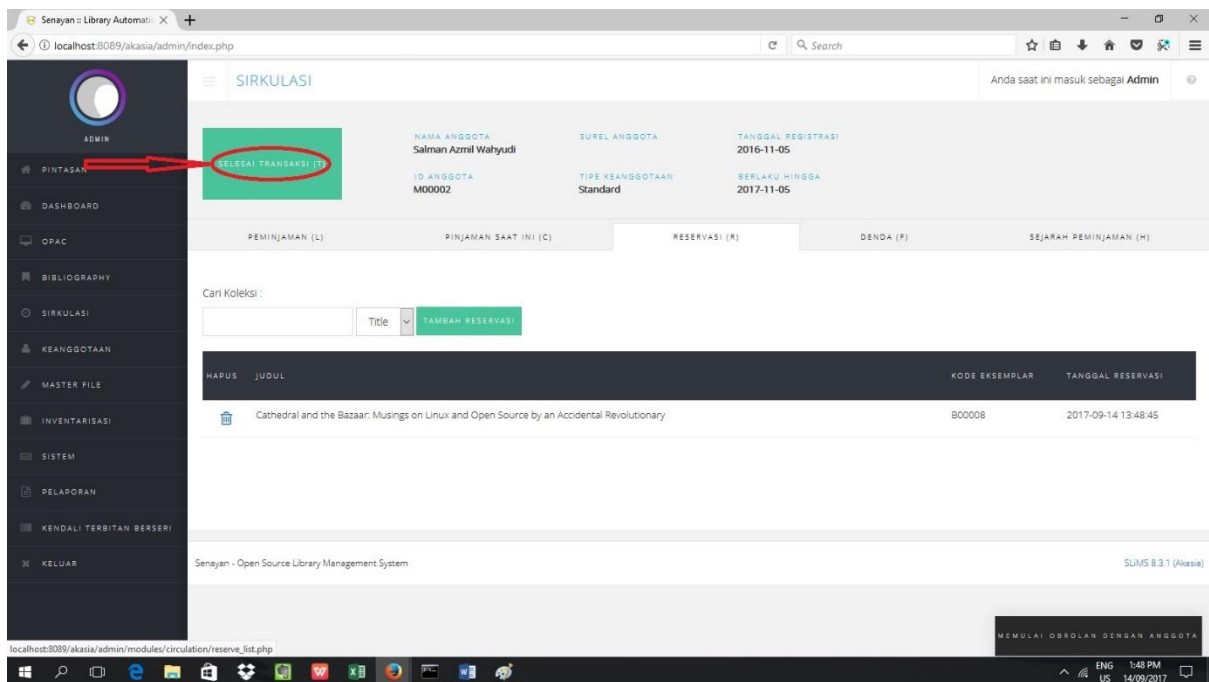 Senayan :: Library Automati
localhost:8089/akasia/admin/index.php
Search
ADMIN
PINTASAN
DASHBOARD
OPAC
BIBLIOGRAPHY
SIRKULASI
KEANGGOTAAN
MASTER FILE
INVENTARISASI
SISTEM
PELAPORAN
KENDALI TERBITAN BERSERI
KELUAR
SIRKULASI
Anda saat ini masuk sebagai Admin
SELESAI TRANSAKSI (T)
NAMA ANGGOTA
Salman Azmil Wahyudi
SUREL ANGGOTA
TANGGAL REGISTRASI
2016-11-05
ID ANGGOTA
M00002
TIPE KEANGGOTAAN
Standard
BERLAKU HINGGA
2017-11-05
PEMINJAMAN (L)
PINJAMAN SAAT INI (C)
RESERVASI (R)
DENDA (F)
SEJARAH PEMINJAMAN (H)
Cari Koleksi :
Title
TAMBAH RESERVASI
HAPUS JUDUL KODE EKSEMPLAR TANGGAL RESERVASI
Cathedral and the Bazaar: Musings on Linux and Open Source by an Accidental Revolutionary B00008 2017-09-14 13:48:45
Senayan - Open Source Library Management System
SLiMS 8.3.1 (Akasia)
MEMULAI OBROLAN DENGAN ANGGOTA
localhost:8089/akasia/admin/modules/circulation/reserve_list.php
ENG
US
1:48 PM
14/09/2017